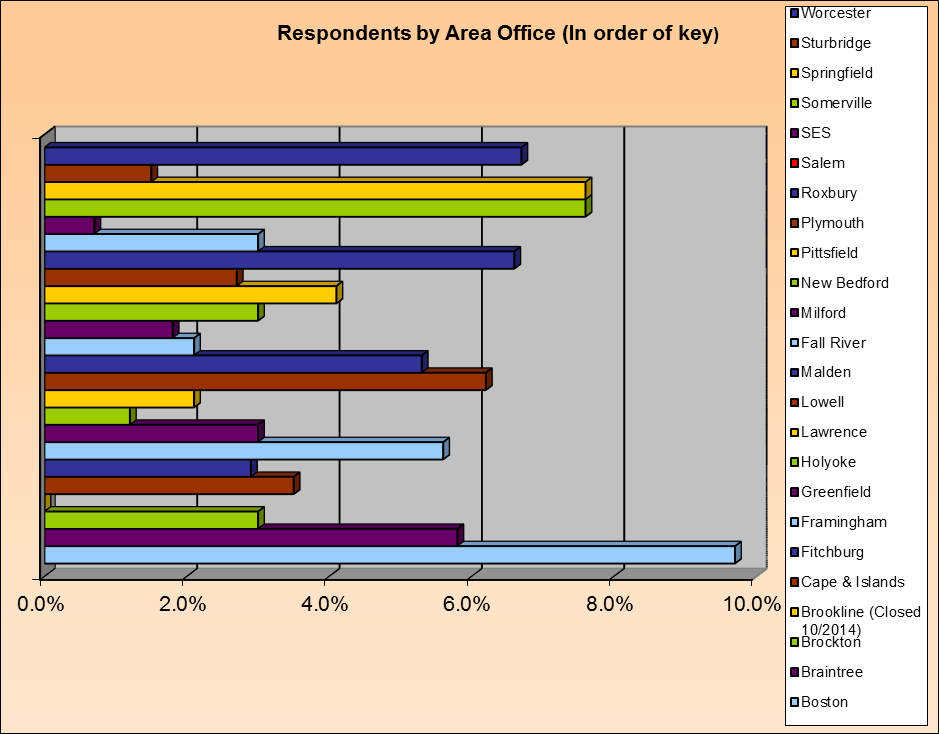 Respondents by Area Office (In order of key)
Worcester
Sturbridge
Springfield
Somerville
SES
Salem
Roxbury
Plymouth
Pittsfield
New Bedford
Milford
Fall River
Malden
Lowell
Lawrence
Holyoke
Greenfield
Framingham
Fitchburg
Cape & Islands
Brookline (Closed
10/2014)
Brockton
Braintree
Boston
0.0% 2.0% 4.0% 6.0% 8.0% 10.0%